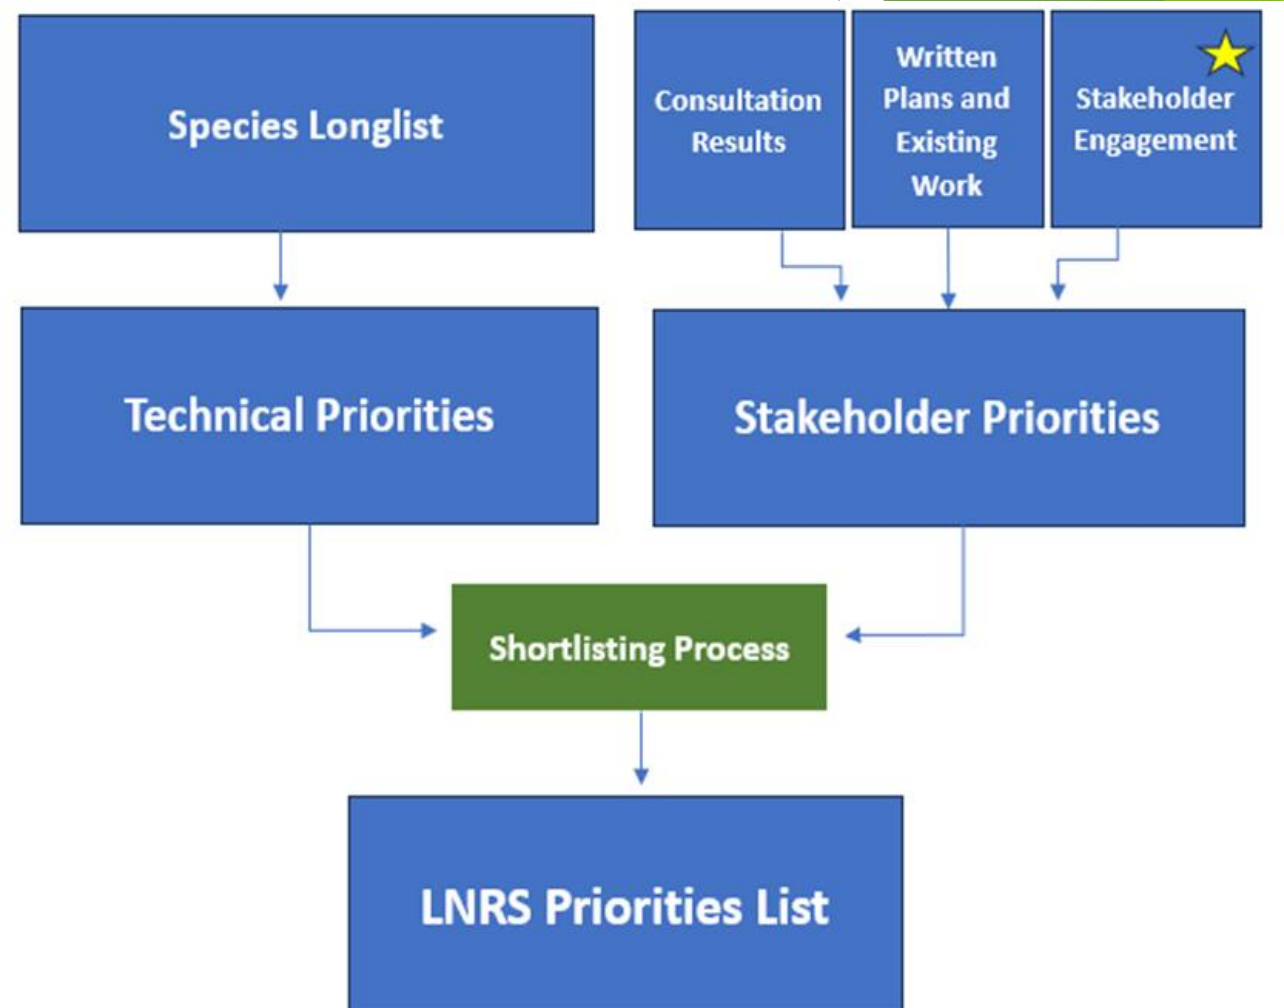 Species Longlist
Consultation
Results
Written
Plans and
Existing
Work
Stakeholder
Engagement
Technical Priorities
Stakeholder Priorities
Shortlisting Process
LNRS Priorities List